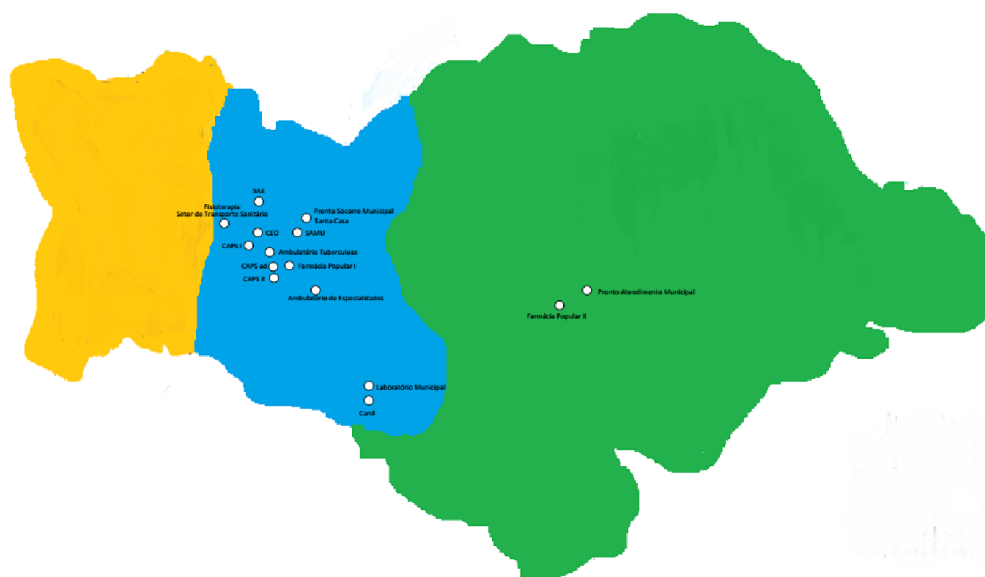 SAE
Fisioterapia
Setor de Transporte Sanitário
Pronto Socorro Municipal
Santa Casa
CEO
SAMU
CAPS I
Ambulatório Tuberculose
CAPS ad
Farmácia Popular I
CAPS II
Ambulatório de Especialidades
Pronto Atendimento Municipal
Farmácia Popular II
Laboratório Municipal
Canil